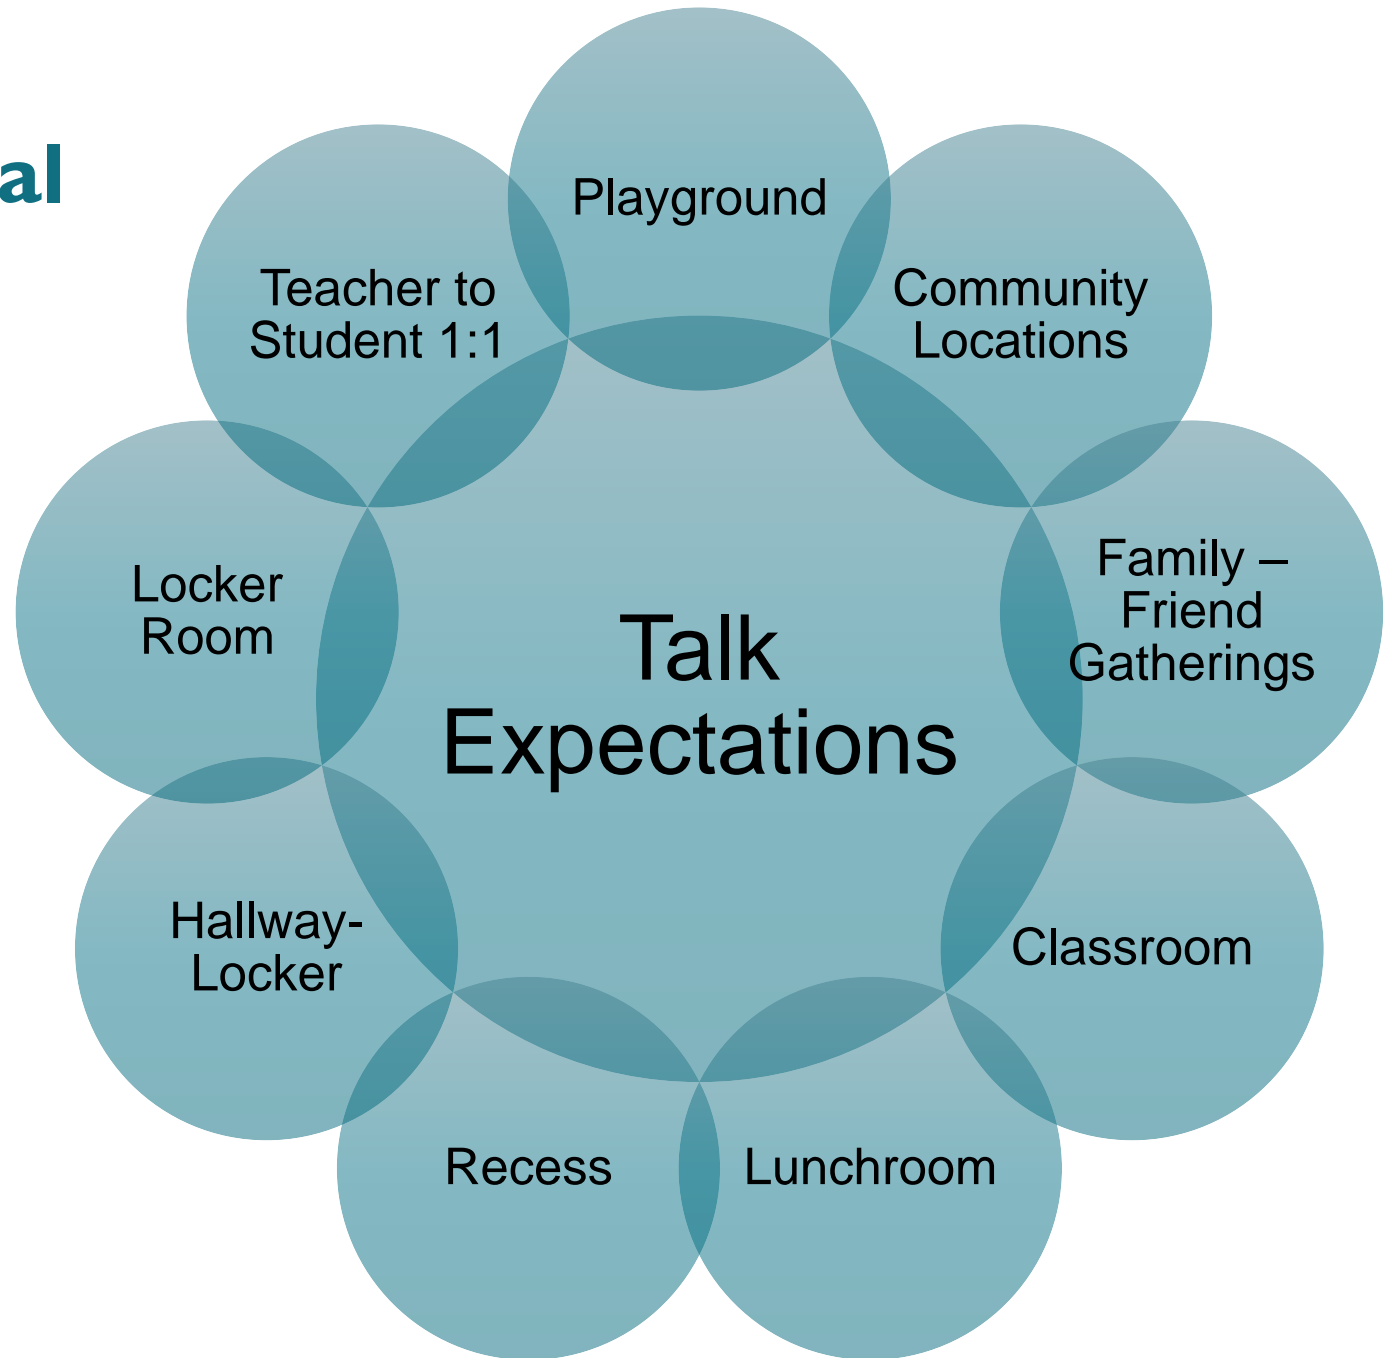 al
Playground
Community
Locations
Family –
Friend
Gatherings
Classroom
Lunchroom
Recess
Hallway-
Locker
Locker
Room
Teacher to
Student 1:1
Talk
Expectations